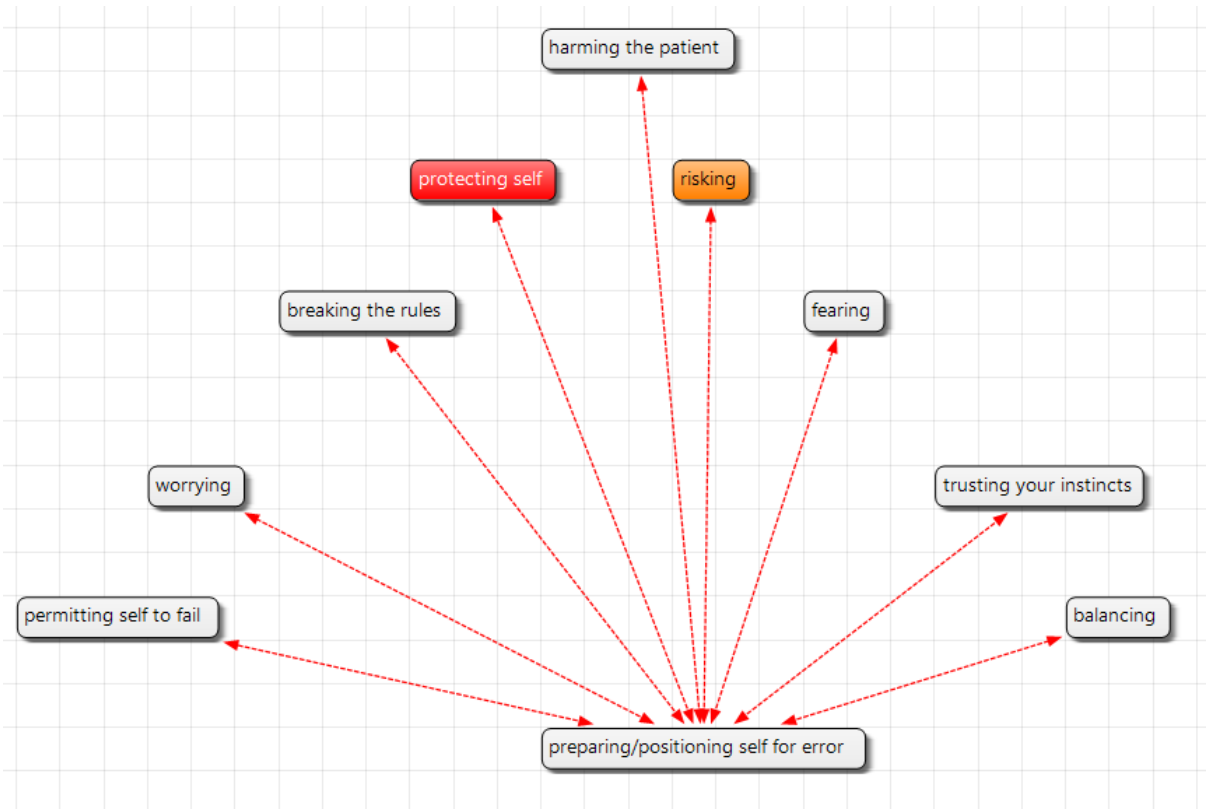 harming the patient
protecting self
risking
breaking the rules
fearing
worrying
trusting your instincts
permitting self to fail
balancing
preparing/positioning self for error